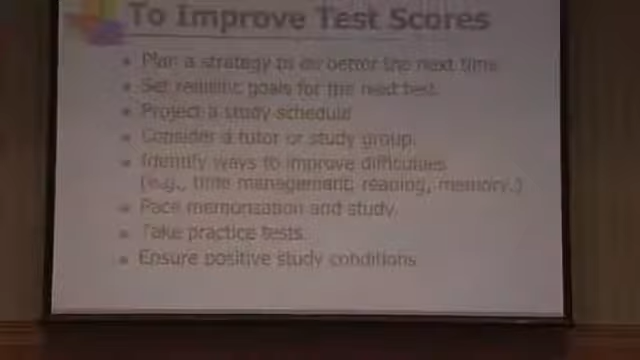 To Improve Test Scores
Plan a strategy to do better the next time.
Set realistic goals for the next test.
Project a study schedule
Consider a tutor or study group.
Identify ways to improve difficulties
(e.g., time management, reading, memory.)
Pace memorization and study.
Take practice tests.
Ensure positive study conditions.